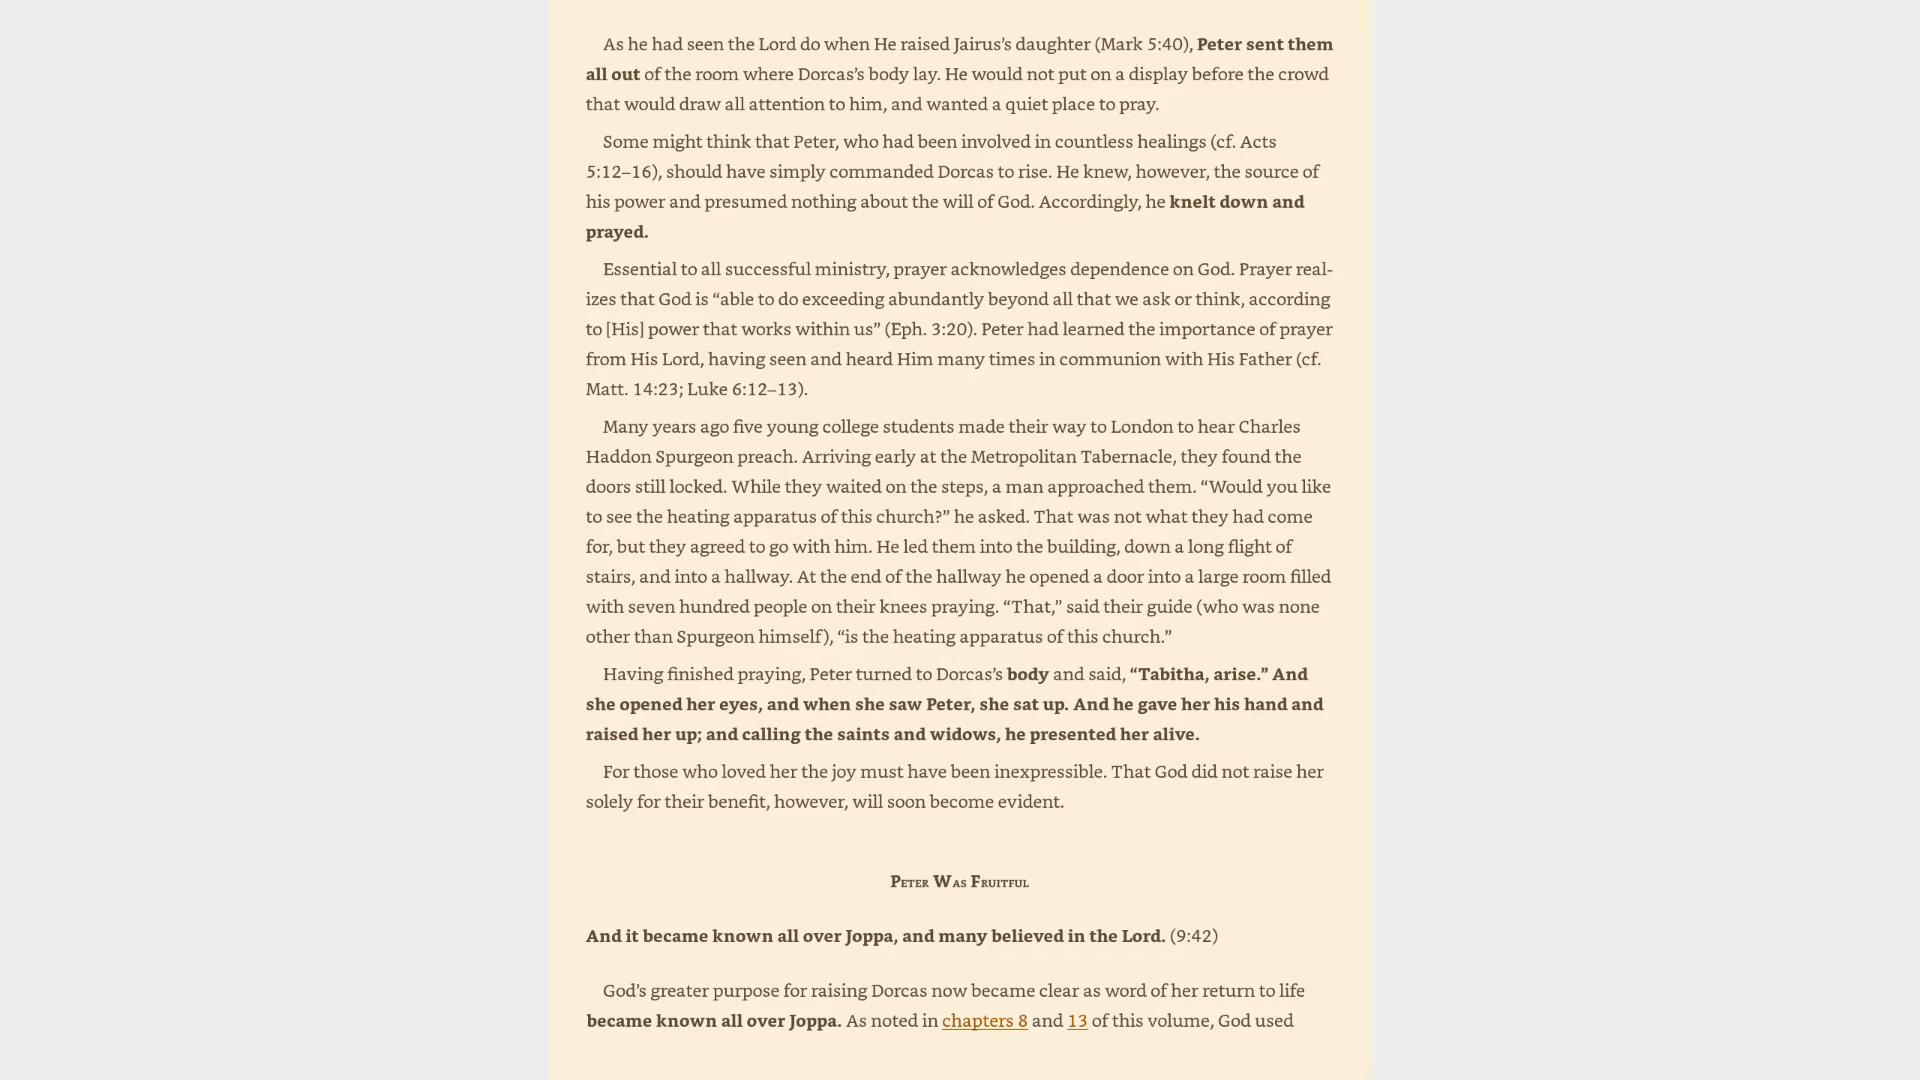 As he had seen the Lord do when He raised Jairus’s daughter (Mark 5:40), Peter sent them
all out of the room where Dorcas’s body lay. He would not put on a display before the crowd
that would draw all attention to him, and wanted a quiet place to pray.
Some might think that Peter, who had been involved in countless healings (cf. Acts
5:12–16), should have simply commanded Dorcas to rise. He knew, however, the source of
his power and presumed nothing about the will of God. Accordingly, he knelt down and
prayed.
Essential to all successful ministry, prayer acknowledges dependence on God. Prayer real-
izes that God is “able to do exceeding abundantly beyond all that we ask or think, according
to [His] power that works within us” (Eph. 3:20). Peter had learned the importance of prayer
from His Lord, having seen and heard Him many times in communion with His Father (cf.
Matt. 14:23; Luke 6:12–13).
Many years ago five young college students made their way to London to hear Charles
Haddon Spurgeon preach. Arriving early at the Metropolitan Tabernacle, they found the
doors still locked. While they waited on the steps, a man approached them. “Would you like
to see the heating apparatus of this church?” he asked. That was not what they had come
for, but they agreed to go with him. He led them into the building, down a long flight of
stairs, and into a hallway. At the end of the hallway he opened a door into a large room filled
with seven hundred people on their knees praying. “That,” said their guide (who was none
other than Spurgeon himself), “is the heating apparatus of this church.”
Having finished praying, Peter turned to Dorcas’s body and said, “Tabitha, arise.” And
she opened her eyes, and when she saw Peter, she sat up. And he gave her his hand and
raised her up; and calling the saints and widows, he presented her alive.
For those who loved her the joy must have been inexpressible. That God did not raise her
solely for their benefit, however, will soon become evident.
Peter Was Fruitful
And it became known all over Joppa, and many believed in the Lord. (9:42)
God’s greater purpose for raising Dorcas now became clear as word of her return to life
became known all over Joppa. As noted in chapters 8 and 13 of this volume, God used